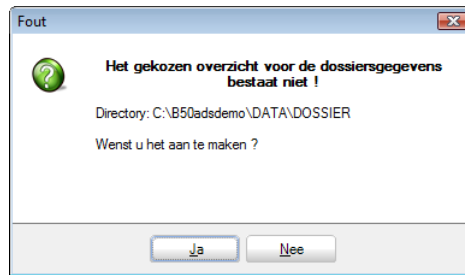 Fout
Het gekozen overzicht voor de dossiersgegevens
bestaat niet !
Directory: C:\B50adsdemo\DATA\DOSSIER
Wenst u het aan te maken ?
Ja
Nee